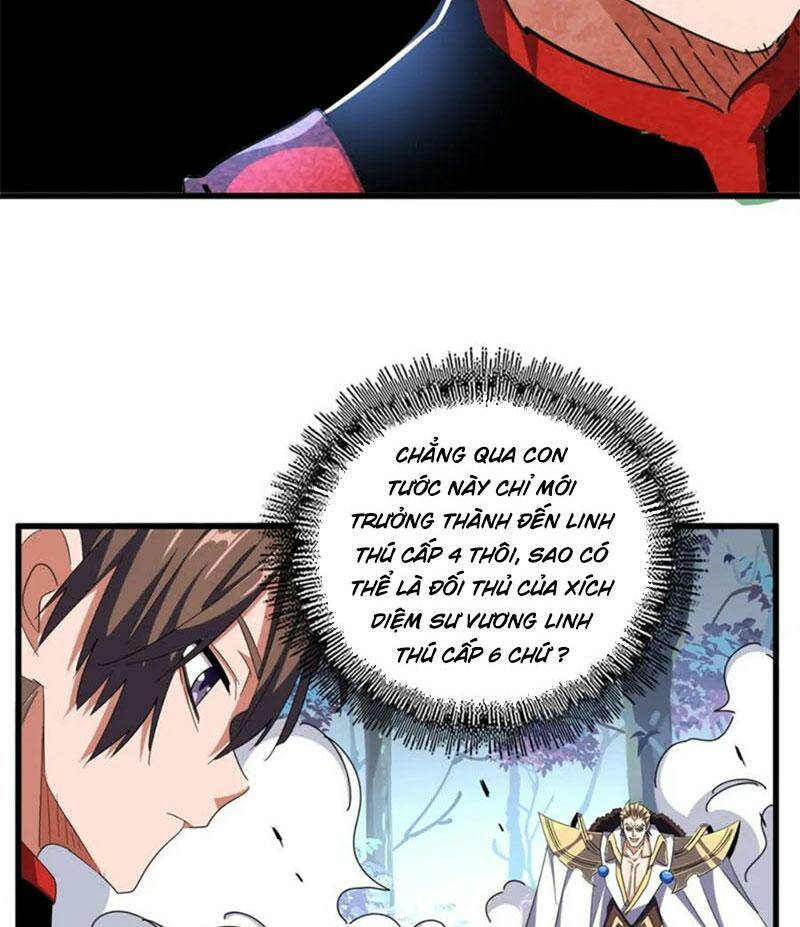 CHẲNG QUA CON
TƯỚC NÀY CHỈ MỚI
TRƯỞNG THÀNH ĐẾN LINH
THÚ CẤP 4 THÔI, SAO CÓ
THỂ LÀ ĐỐI THỦ CỦA XÍCH
DIỆM SƯ VƯƠNG LINH
THÚ CẤP 6 CHỨ ?